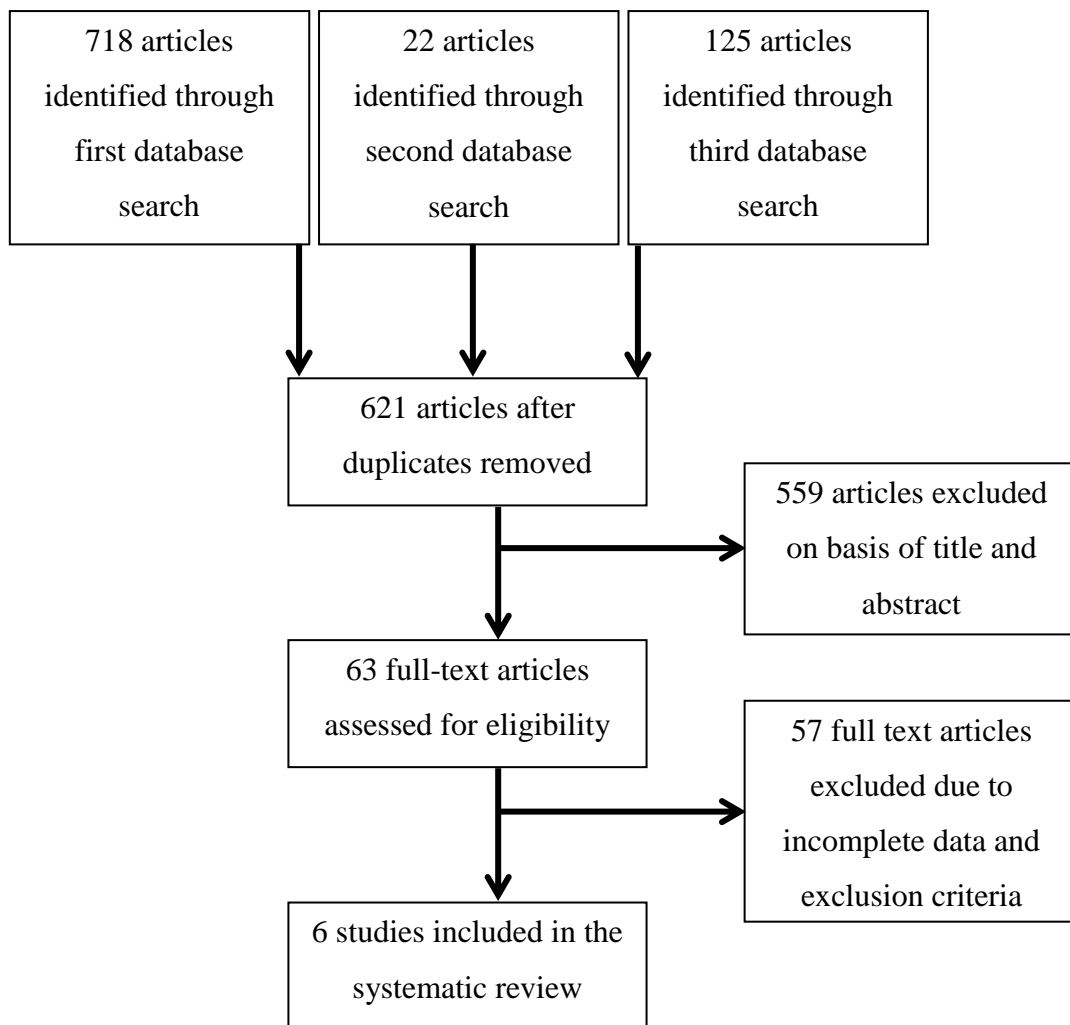 718 articles
identified through
first database
search
22 articles
identified through
second database
search
125 articles
identified through
third database
search
621 articles after
duplicates removed
559 articles excluded
on basis of title and
abstract
63 full-text articles
assessed for eligibility
57 full text articles
excluded due to
incomplete data and
exclusion criteria
6 studies included in the
systematic review